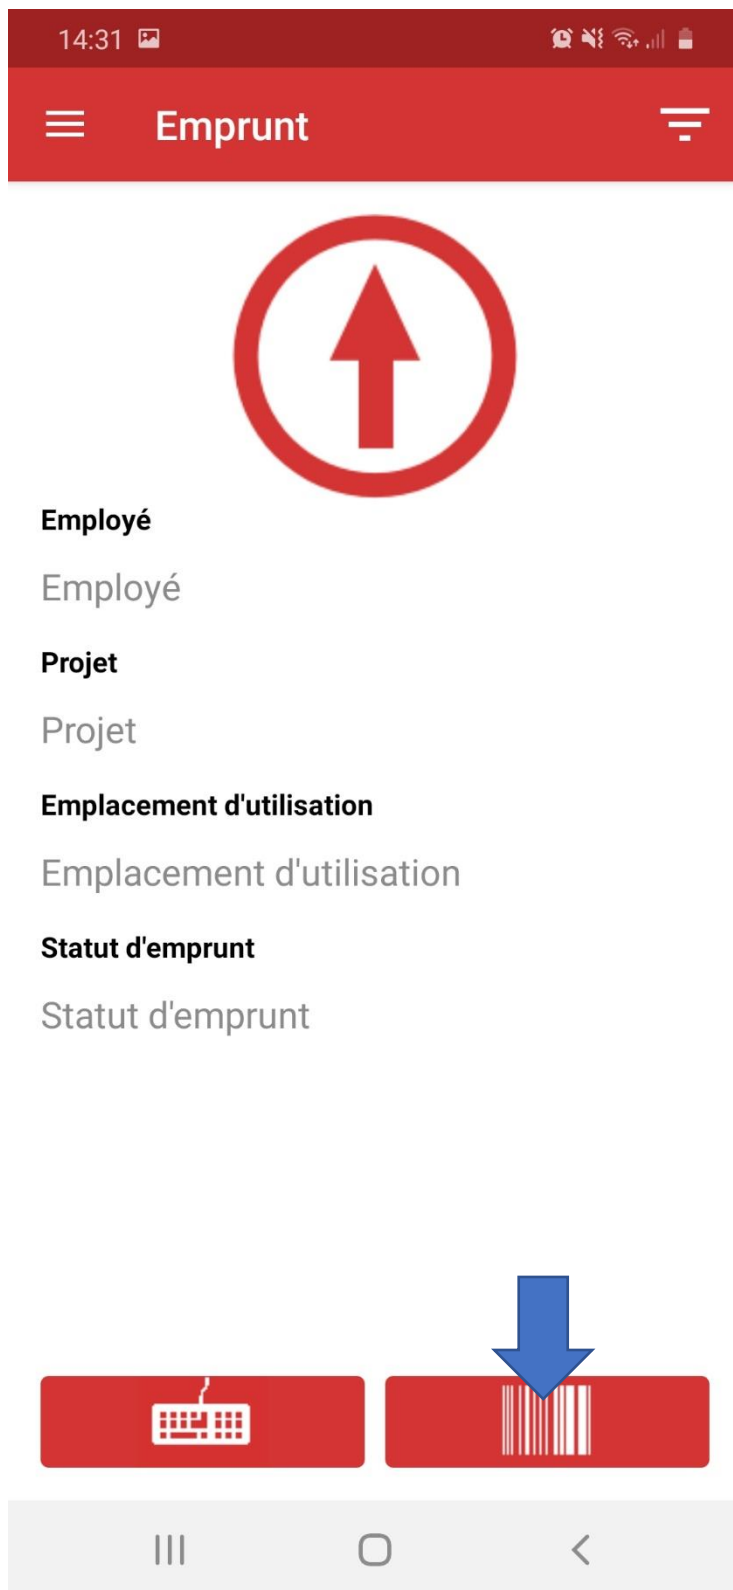 14:31
Emprunt
Employé
Employé
Projet
Projet
Emplacement d'utilisation
Emplacement d'utilisation
Statut d'emprunt
Statut d'emprunt